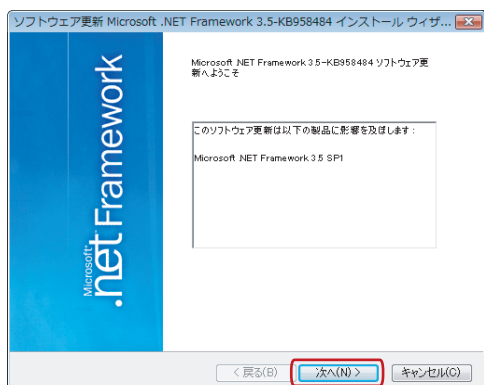 ソフトウェア更新 Microsoft .NET Framework 3.5-KB958484 インストール ウィザ...
Microsoft .NET Framework 3.5-KB958484 ソフトウェア更
新へようこそ
このソフトウェア更新は以下の製品に影響を及ぼします:
Microsoft .NET Framework 3.5 SP1
Microsoft
.net Framework
< 戻る(B)
次へ(N) >
キャンセル(C)